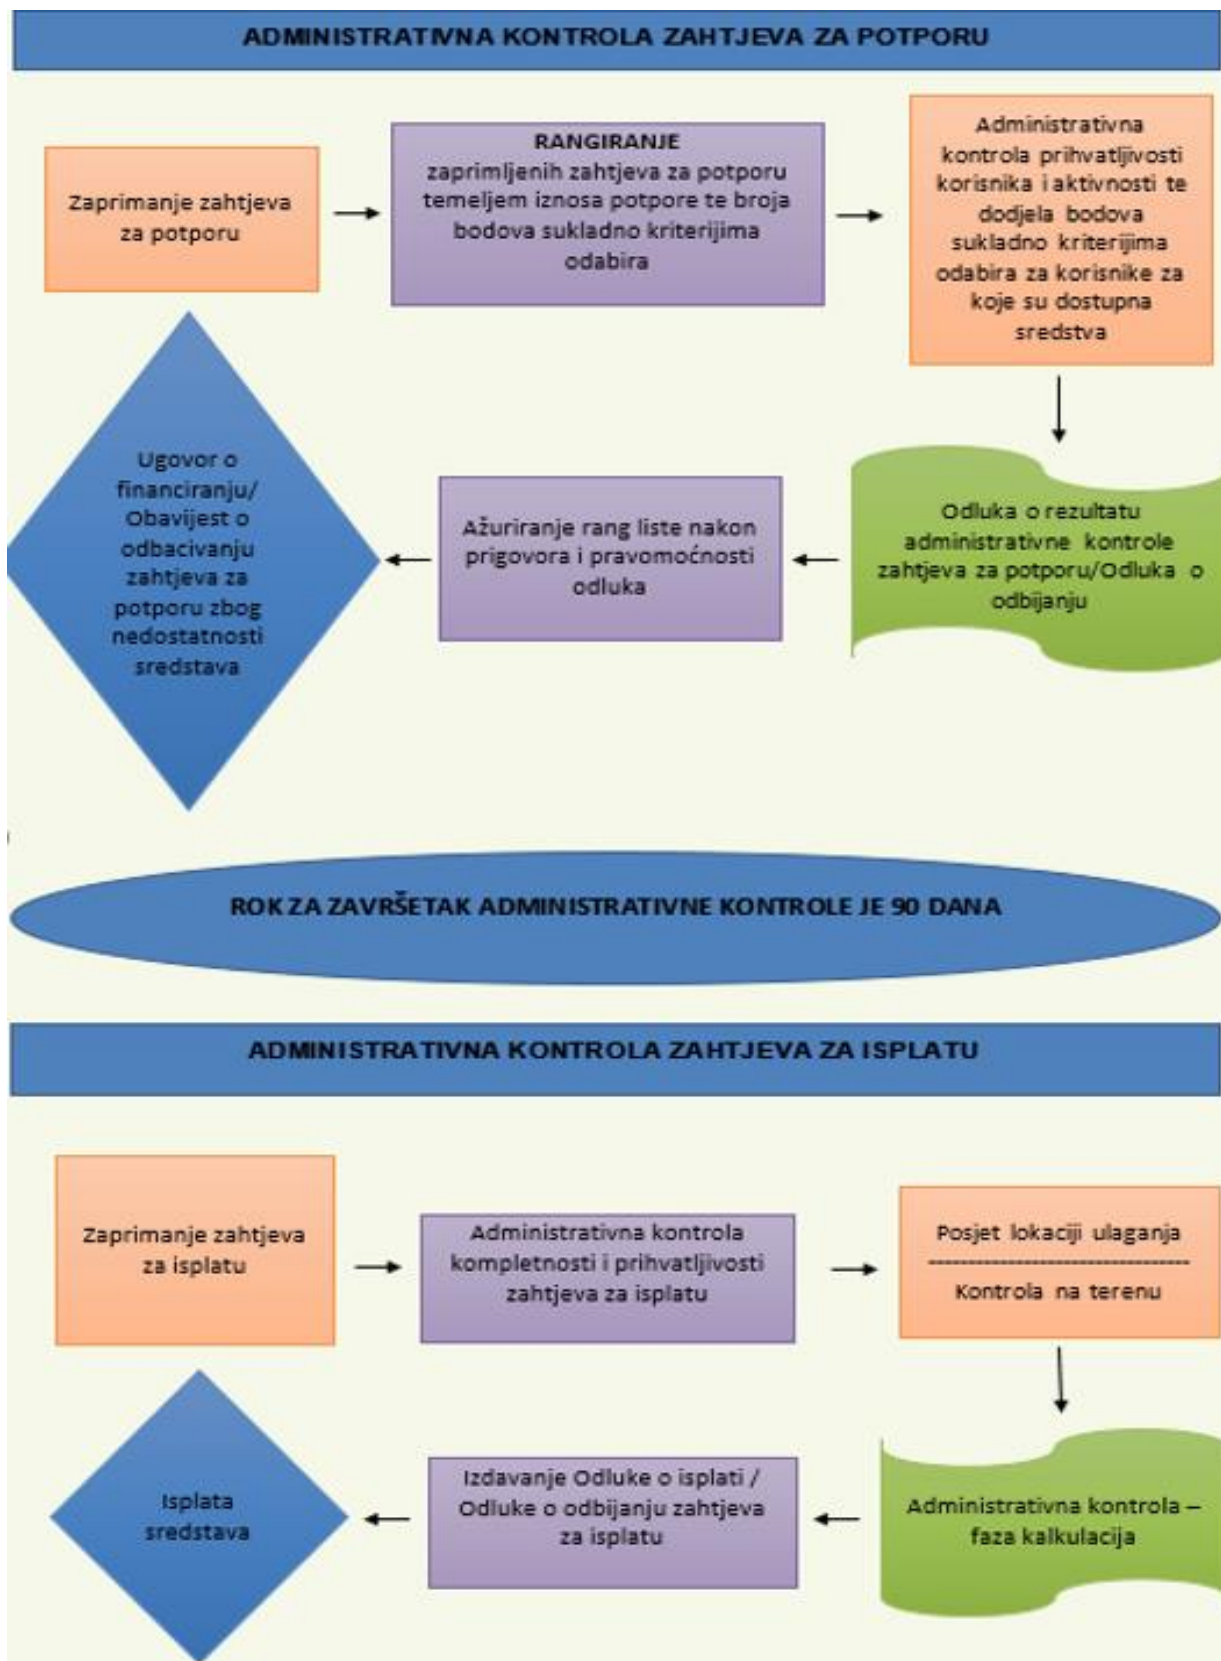 ADMINISTRATIVNA KONTROLA ZAHTJEVA ZA POTPORU
Zaprimanje zahtjeva
za potporu
RANGIRANJE
zaprimljenih zahtjeva za potporu
temeljem iznosa potpore te broja
bodova sukladno kriterijima
odabira
Administrativna
kontrola prihvatljivosti
korisnika i aktivnosti te
dodjela bodova
sukladno kriterijima
odabira za korisnike za
koje su dostupna
sredstva
Odluka o rezultatu
administrativne kontrole
zahtjeva za potporu/Odluka o
odbijanju
Ažuriranje rang liste nakon
prigovora i pravomoćnosti
odluka
Ugovor o
financiranju/
Obavijest o
odbacivanju
zahtjeva za
potporu zbog
nedostatnosti
sredstava
ROK ZA ZAVRŠETAK ADMINISTRATIVNE KONTROLE JE 90 DANA
ADMINISTRATIVNA KONTROLA ZAHTJEVA ZA ISPLATU
Zaprimanje zahtjeva
za isplatu
Administrativna kontrola
kompletnosti i prihvatljivosti
zahtjeva za isplatu
Posjet lokaciji ulaganja
---------------------------------
Kontrola na terenu
Administrativna kontrola –
faza kalkulacija
Izdavanje Odluke o isplati /
Odluke o odbijanju zahtjeva
za isplatu
Isplata
sredstava